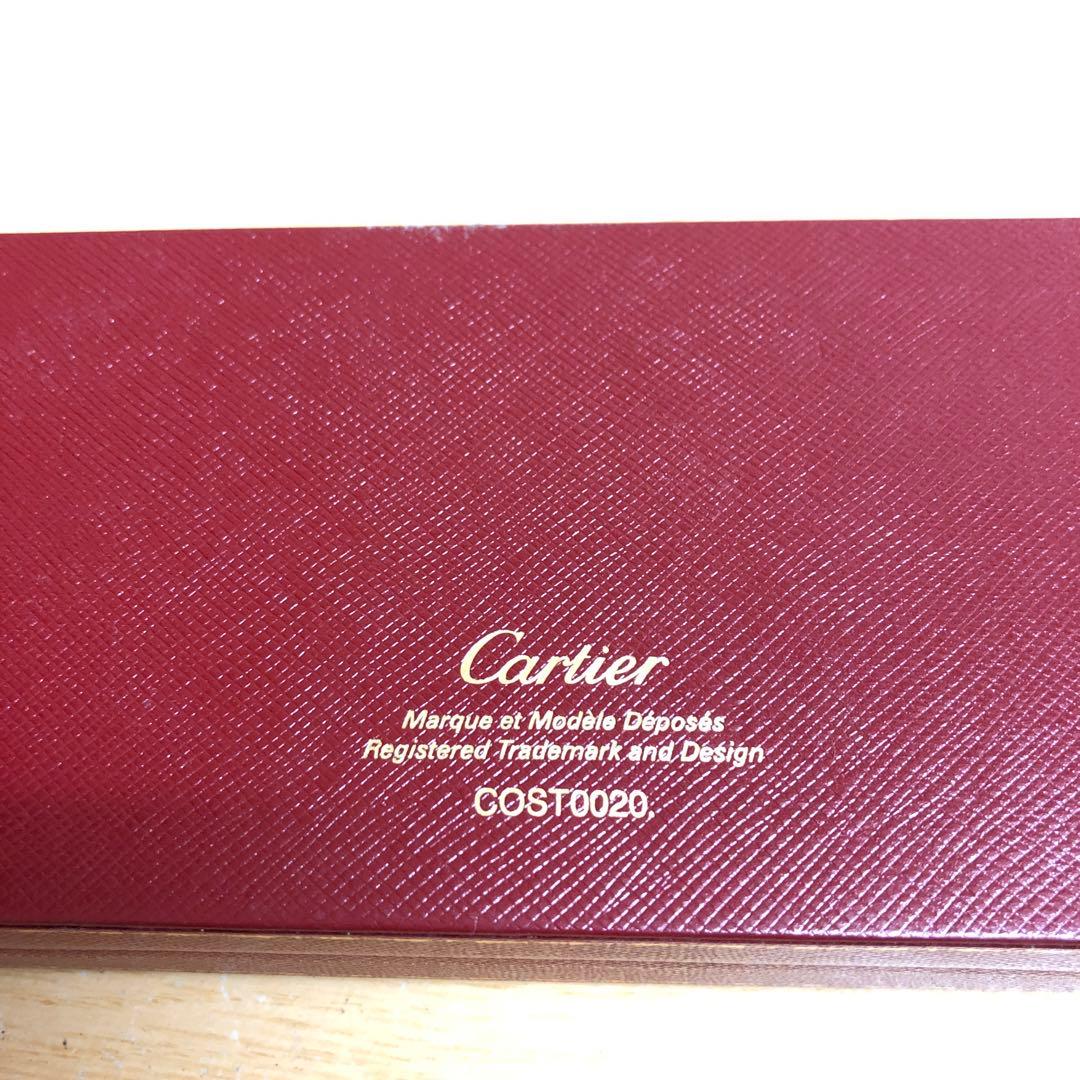 Cartier
Marque et Modèle Déposés
Registered Trademark and Design
COST0020.